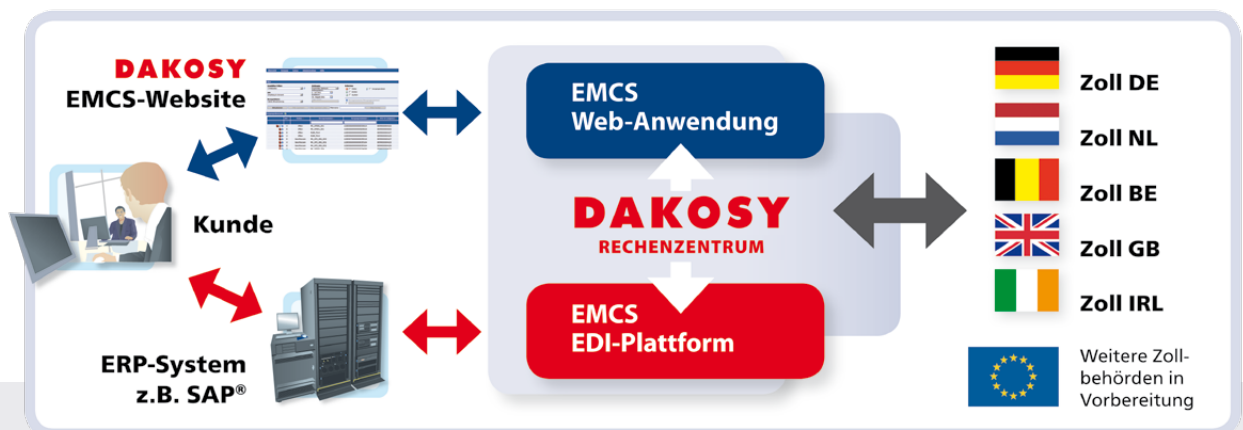 DAKOSY
EMCS-Website
Kunde
ERP-System
z.B. SAP®
EMCS
Web-Anwendung
DAKOSY
RECHENZENTRUM
EMCS
EDI-Plattform
Zoll DE
Zoll NL
Zoll BE
Zoll GB
Zoll IRL
Weitere Zoll-
behörden in
Vorbereitung